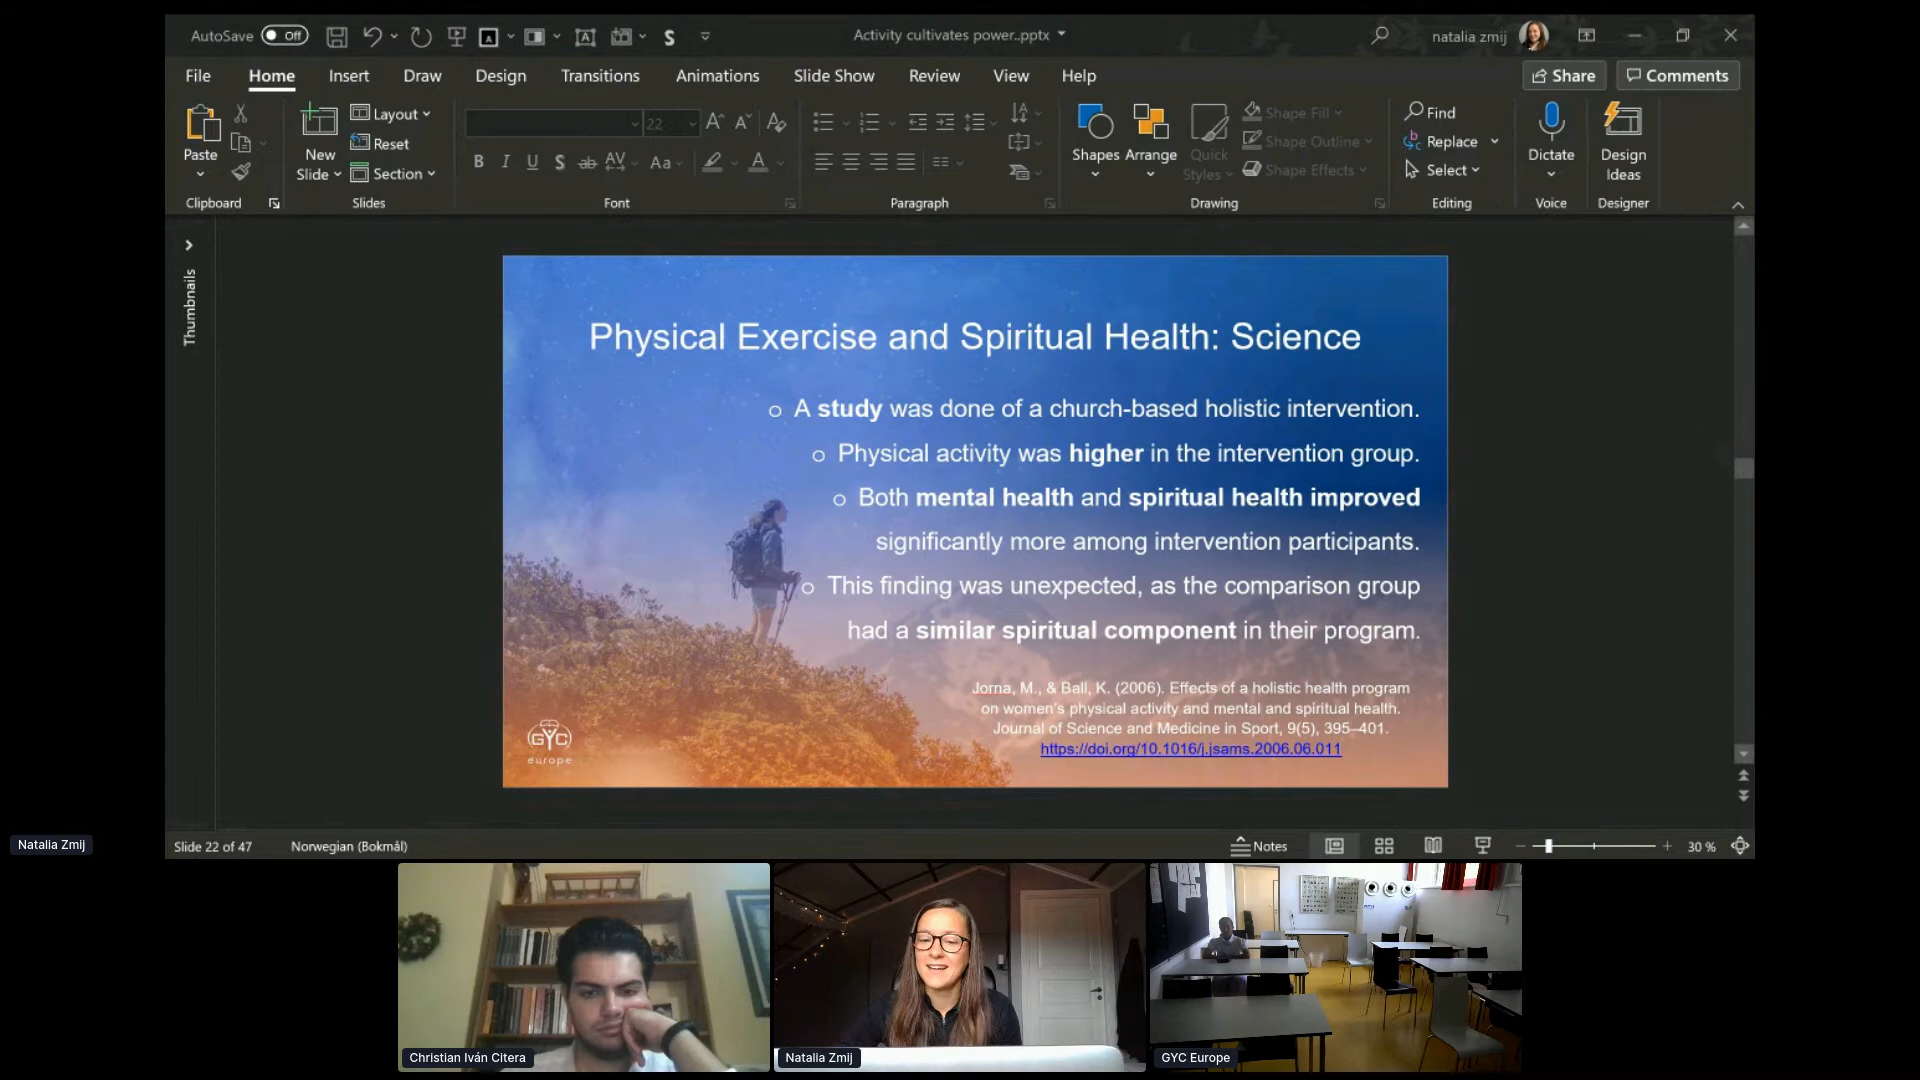 AutoSave Off
Activity cultivates power..pptx
natalia zmij
File Home Insert Draw Design Transitions Animations Slide Show Review View Help
Share Comments
Paste
New Slide
Layout
Reset
Section
22
B I U S ab AV Aa A
Shapes
Arrange
Quick Styles
Shape Fill
Shape Outline
Shape Effects
Find
Replace
Select
Dictate
Design Ideas
Clipboard Slides Font Paragraph Drawing Editing Voice Designer
Thumbnails
Physical Exercise and Spiritual Health: Science
o A study was done of a church-based holistic intervention.
o Physical activity was higher in the intervention group.
o Both mental health and spiritual health improved
significantly more among intervention participants.
o This finding was unexpected, as the comparison group
had a similar spiritual component in their program.
Jorna, M., & Ball, K. (2006). Effects of a holistic health program
on women's physical activity and mental and spiritual health.
Journal of Science and Medicine in Sport, 9(5), 395–401.
https://doi.org/10.1016/j.jsams.2006.06.011
GYC
europe
Natalia Zmij
Slide 22 of 47 Norwegian (Bokmål) Notes 30 %
Christian Iván Citera
Natalia Zmij
GYC Europe